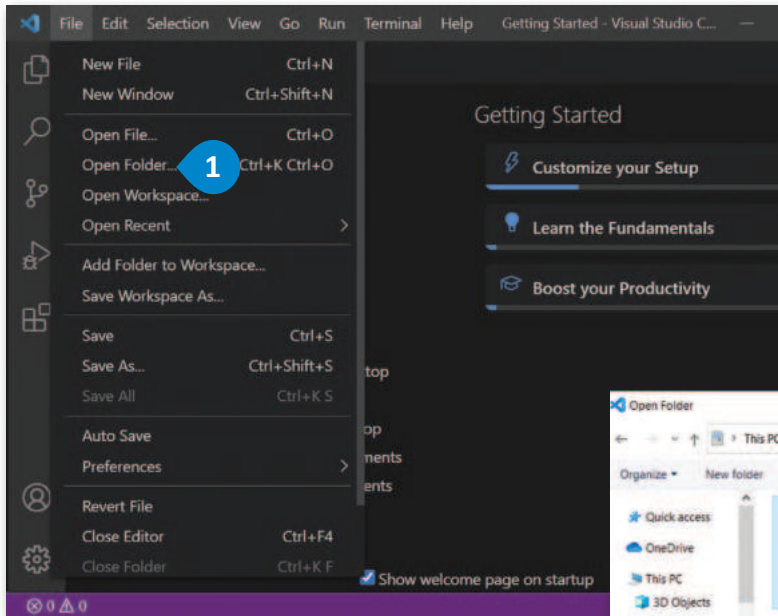 File Edit Selection View Go Run Terminal Help Getting Started - Visual Studio C...
New File Ctrl+N
New Window Ctrl+Shift+N
Open File... Ctrl+O
Open Folder... 1 Ctrl+K Ctrl+O
Open Workspace...
Open Recent
Add Folder to Workspace...
Save Workspace As...
Save Ctrl+S
Save As... Ctrl+Shift+S
Save All Ctrl+K S
Auto Save
Preferences
Revert File
Close Editor Ctrl+F4
Close Folder Ctrl+K F
Getting Started
Customize your Setup
Learn the Fundamentals
Boost your Productivity
top
op
ments
ents
Show welcome page on startup
0 0
Open Folder
This PC
Organize New folder
Quick access
OneDrive
This PC
3D Objects